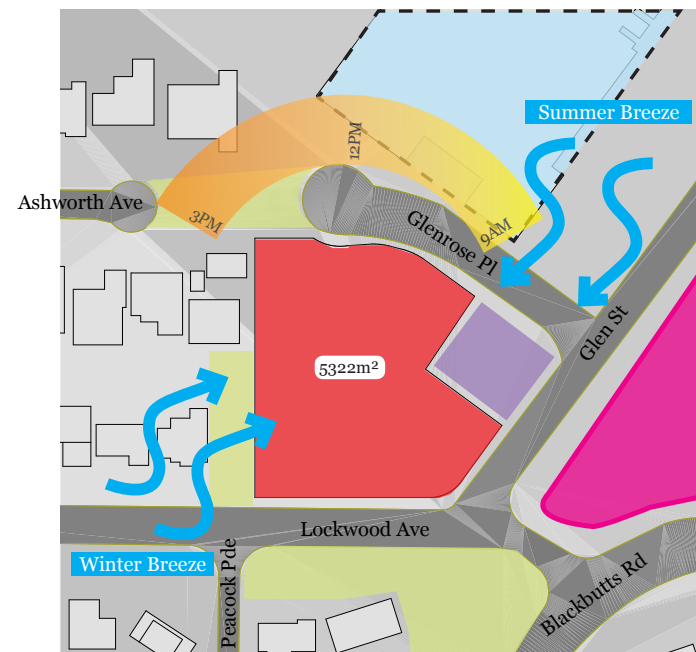 Summer Breeze
12PM
Ashworth Ave
3PM
9AM
Glenrose Pl
Glen St
5322m²
Lockwood Ave
Winter Breeze
Peacock Pde
Blackbutts Rd